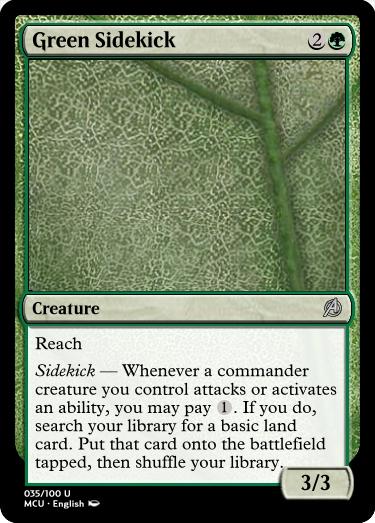 Green Sidekick 2
Creature
Reach
Sidekick — Whenever a commander
creature you control attacks or activates
an ability, you may pay 1. If you do,
search your library for a basic land
card. Put that card onto the battlefield
tapped, then shuffle your library.
3/3
035/100 U
MCU • English